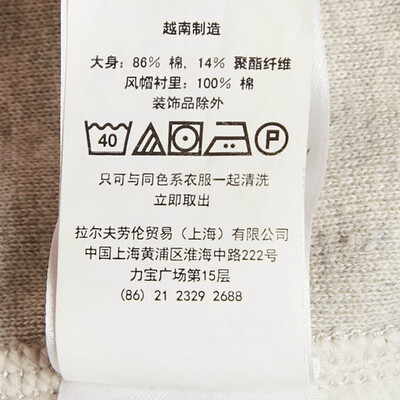 越南制造
大身：86% 棉，14% 聚酯纤维
风帽衬里：100% 棉
装饰品除外
40 P
只可与同色系衣服一起清洗
立即取出
拉尔夫劳伦贸易（上海）有限公司
中国上海黄浦区淮海中路222号
力宝广场第15层
(86) 21 2329 2688